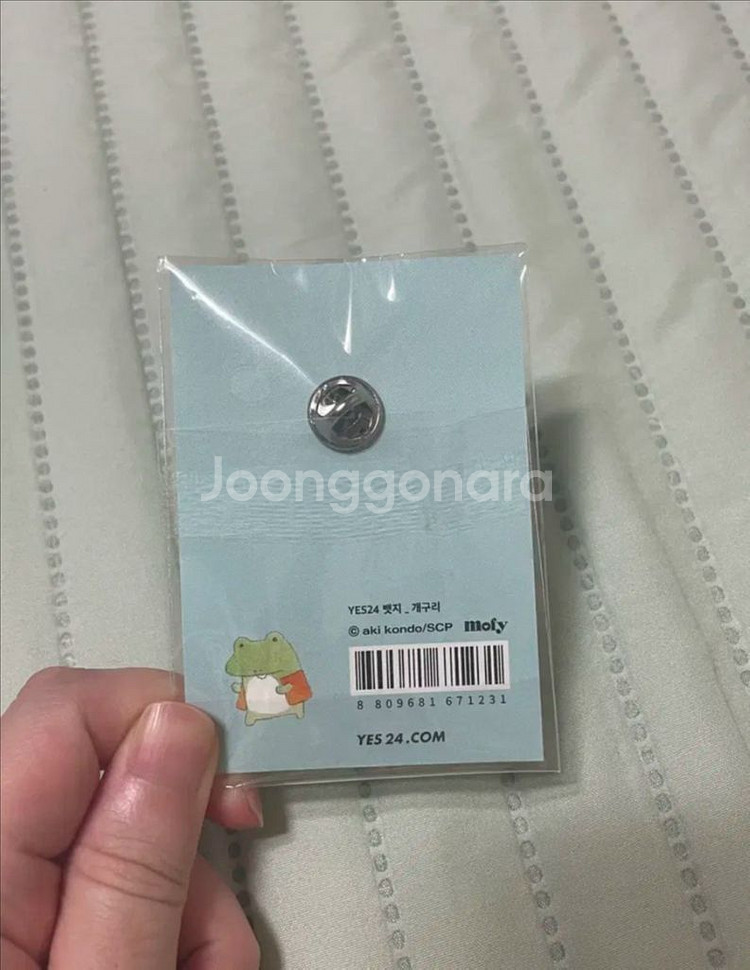 Joonggonara
YES24 뱃지 _ 개구리
© aki kondo/SCP mofy
8 809681 671231
YES24.COM